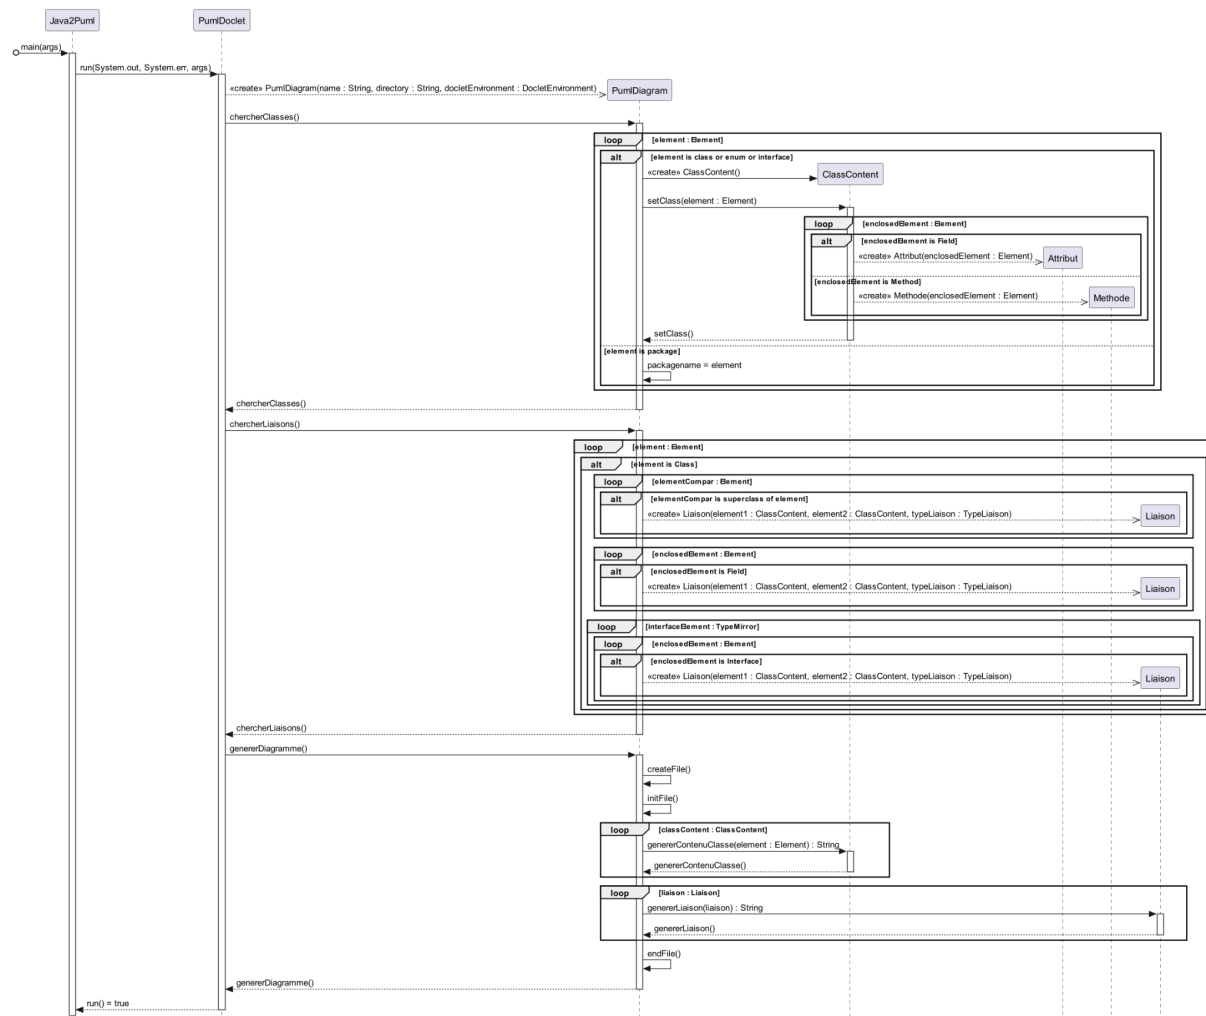 Java2Puml
PumlDoclet
main(args)
run(System.out, System.err, args)
«create» PumlDiagram(name : String, directory : String, docletEnvironment : DocletEnvironment)
PumlDiagram
chercherClasses()
loop [element : Element]
alt [element is class or enum or interface]
«create» ClassContent()
ClassContent
setClass(element : Element)
loop [enclosedElement : Element]
alt [enclosedElement is Field]
«create» Attribut(enclosedElement : Element)
Attribut
[enclosedElement is Method]
«create» Methode(enclosedElement : Element)
Methode
setClass()
[element is package]
packagename = element
chercherClasses()
chercherLiaisons()
loop [element : Element]
alt [element is Class]
loop [elementCompar : Element]
alt [elementCompar is superclass of element]
«create» Liaison(element1 : ClassContent, element2 : ClassContent, typeLiaison : TypeLiaison)
Liaison
loop [enclosedElement : Element]
alt [enclosedElement is Field]
«create» Liaison(element1 : ClassContent, element2 : ClassContent, typeLiaison : TypeLiaison)
Liaison
loop [interfaceElement : TypeMirror]
loop [enclosedElement : Element]
alt [enclosedElement is Interface]
«create» Liaison(element1 : ClassContent, element2 : ClassContent, typeLiaison : TypeLiaison)
Liaison
chercherLiaisons()
genererDiagramme()
createFile()
initFile()
loop [classContent : ClassContent]
genererContenuClasse(element : Element) : String
genererContenuClasse()
loop [liaison : Liaison]
genererLiaison(liaison) : String
genererLiaison()
endFile()
genererDiagramme()
run() = true